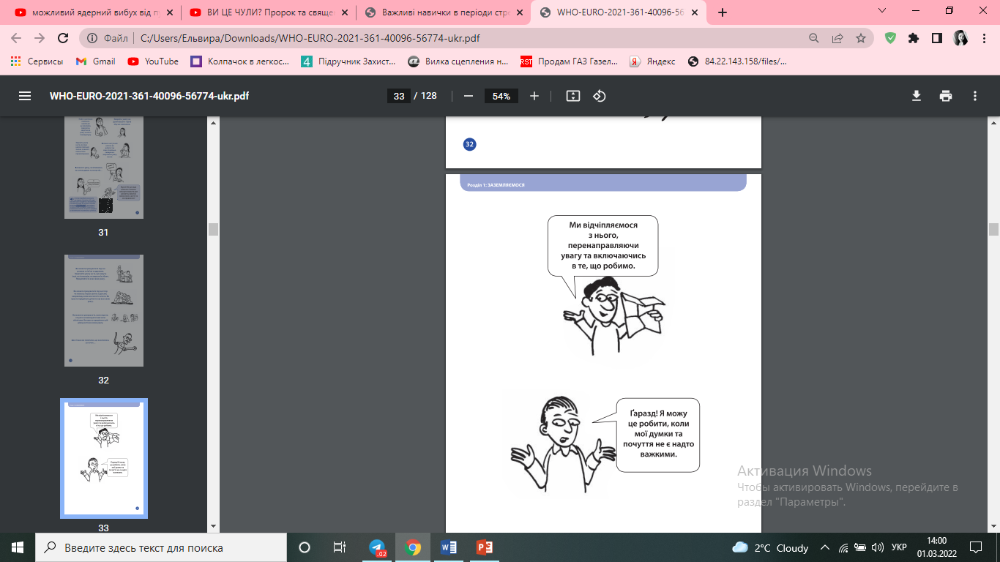 можливий ядерний вибух від пу
ВИ ЦЕ ЧУЛИ? Пророк та свяще
Важливі навички в періоди стре
WHO-EURO-2021-361-40096-56
Файл
C:/Users/Ельвира/Downloads/WHO-EURO-2021-361-40096-56774-ukr.pdf
Сервисы
Gmail
YouTube
Колпачок в легкос...
Підручник Захист...
Вилка сцепления н...
Продам ГАЗ Газел...
Яндекс
84.22.143.158/files/...
WHO-EURO-2021-361-40096-56774-ukr.pdf
33 / 128
54%
31
32
33
32
Розділ 1: ЗАЗЕМЛЯЄМОСЯ
Ми відчіпляємося
з нього,
перенаправляючи
увагу та включаючись
в те, що робимо.
Ґаразд! Я можу
це робити, коли
мої думки та
почуття не є надто
важкими.
Активация Windows
Чтобы активировать Windows, перейдите в
раздел "Параметры".
Введите здесь текст для поиска
.02
2°C Cloudy
УКР
14:00
01.03.2022